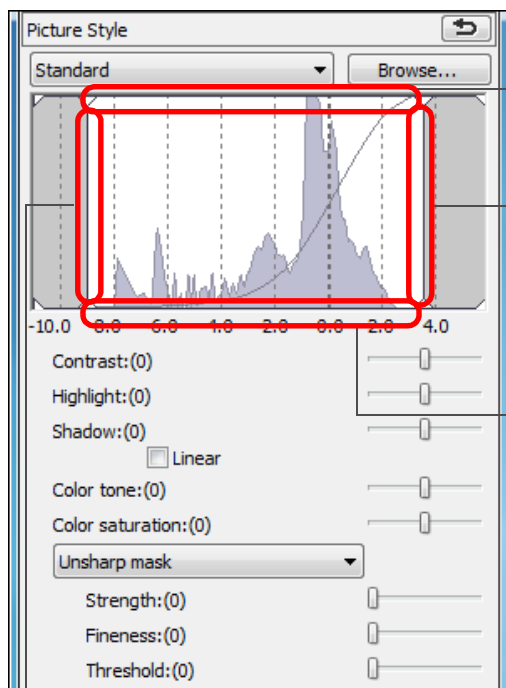 Picture Style
Standard Browse...
-10.0 -8.0 -6.0 -4.0 -2.0 0.0 2.0 4.0
Contrast:(0)
Highlight:(0)
Shadow:(0)
Linear
Color tone:(0)
Color saturation:(0)
Unsharp mask
Strength:(0)
Fineness:(0)
Threshold:(0)